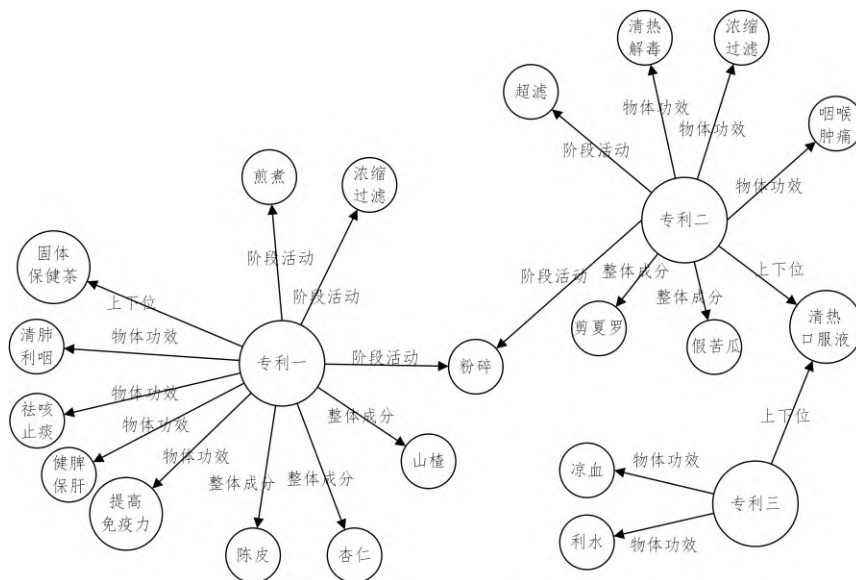 清热
解毒
浓缩
过滤
超滤
物体功效
物体功效
咽喉
肿痛
阶段活动
物体功效
煎煮
浓缩
过滤
专利二
固体
保健茶
阶段活动
阶段活动
整体成分
上下位
阶段活动
整体成分
上下位
清肺
利咽
物体功效
专利一
阶段活动
粉碎
剪夏罗
假苦瓜
清热
口服液
祛咳
止痰
物体功效
物体功效
整体成分
上下位
健脾
保肝
物体功效
山楂
凉血
物体功效
提高
免疫力
整体成分
整体成分
专利三
陈皮
杏仁
利水
物体功效